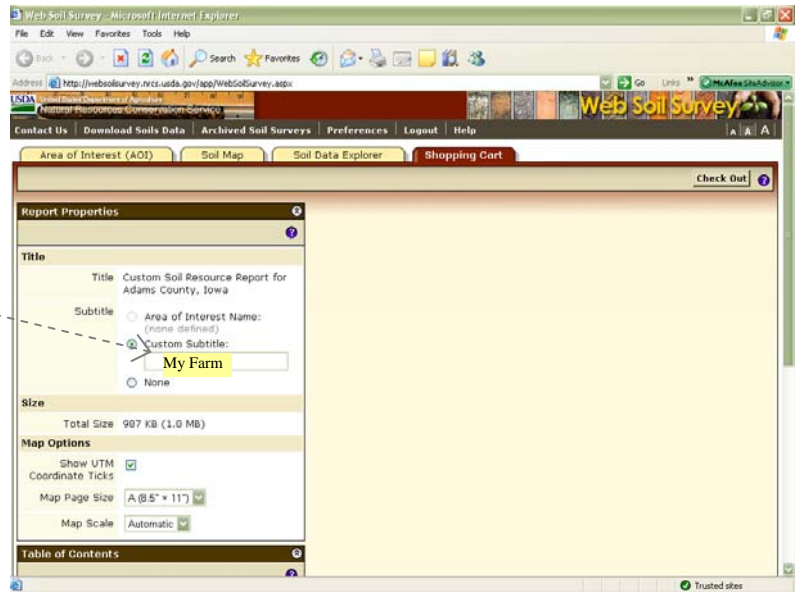 Web Soil Survey - Microsoft Internet Explorer
File Edit View Favorites Tools Help
Back Search Favorites
Address http://websoilsurvey.nrcs.usda.gov/app/WebSoilSurvey.aspx Go Links » McAfee SiteAdvisor
USDA United States Department of Agriculture
Natural Resources Conservation Service
Web Soil Survey
Contact Us | Download Soils Data | Archived Soil Surveys | Preferences | Logout | Help A A A
Area of Interest (AOI) Soil Map Soil Data Explorer Shopping Cart
Check Out ?
Report Properties
?
Title
Title Custom Soil Resource Report for
Adams County, Iowa
Subtitle Area of Interest Name:
(none defined)
Custom Subtitle:
My Farm
None
Size
Total Size 987 KB (1.0 MB)
Map Options
Show UTM
Coordinate Ticks
Map Page Size A (8.5" × 11")
Map Scale Automatic
Table of Contents
?
Trusted sites